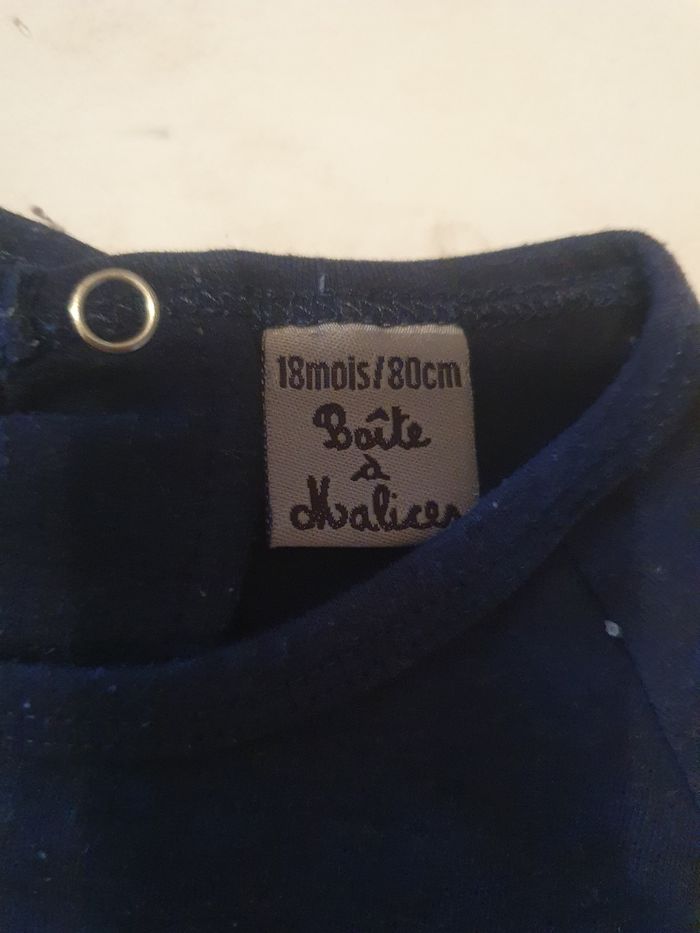 18mois/80cm
Boîte
à
Malices